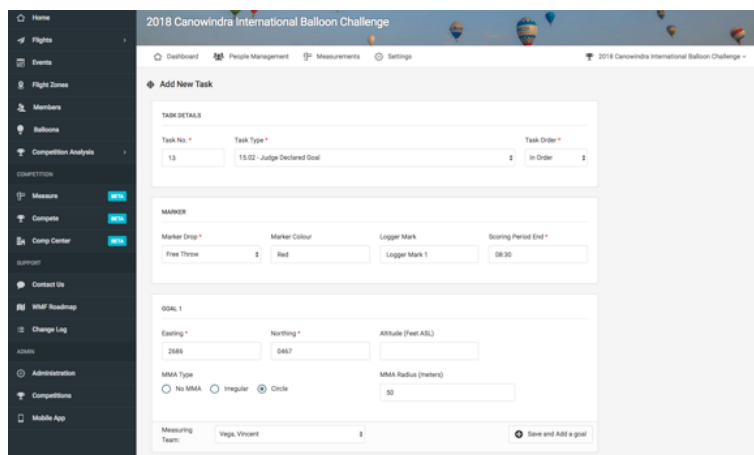 Home
Flights
Events
Flight Zones
Members
Balloons
Competition Analysis
COMPETITION
Measure BETA
Compete BETA
Comp Center BETA
SUPPORT
Contact Us
WMF Roadmap
Change Log
ADMIN
Administration
Competitions
Mobile App
2018 Canowindra International Balloon Challenge
Dashboard People Management Measurements Settings 2018 Canowindra International Balloon Challenge
Add New Task
TASK DETAILS
Task No. * Task Type * Task Order *
13 15.02 - Judge Declared Goal In Order
MARKER
Marker Drop * Marker Colour Logger Mark Scoring Period End *
Free Throw Red Logger Mark 1 08:30
GOAL 1
Easting * Northing * Altitude (Feet ASL)
2686 0467
MMA Type MMA Radius (meters)
No MMA Irregular Circle 50
Measuring Team: Vega, Vincent Save and Add a goal